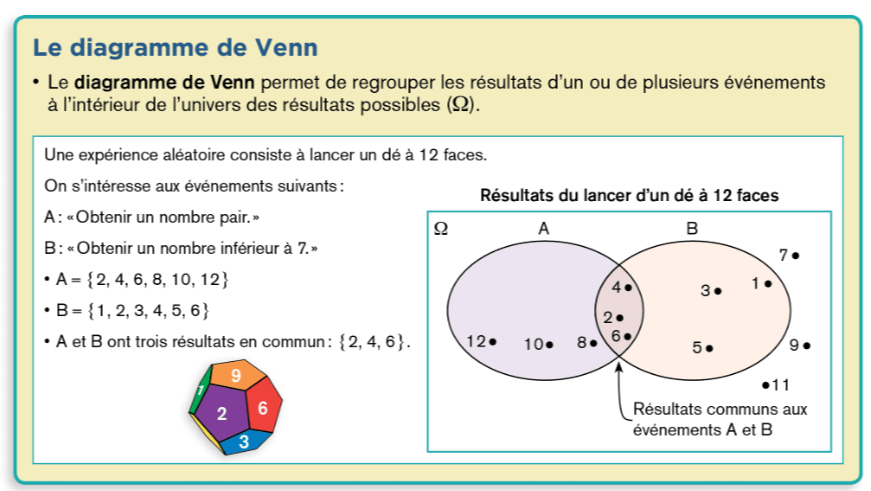 Le diagramme de Venn
• Le diagramme de Venn permet de regrouper les résultats d'un ou de plusieurs événements
à l'intérieur de l'univers des résultats possibles (Ω).
Une expérience aléatoire consiste à lancer un dé à 12 faces.
On s'intéresse aux événements suivants :
A : «Obtenir un nombre pair.»
B : «Obtenir un nombre inférieur à 7.»
• A = {2, 4, 6, 8, 10, 12}
• B = {1, 2, 3, 4, 5, 6}
• A et B ont trois résultats en commun : {2, 4, 6}.
9
1
2
6
3
Résultats du lancer d'un dé à 12 faces
Ω
A
B
7•
4•
3•
1•
2•
12•
10•
8•
6•
5•
9•
•11
Résultats communs aux
événements A et B